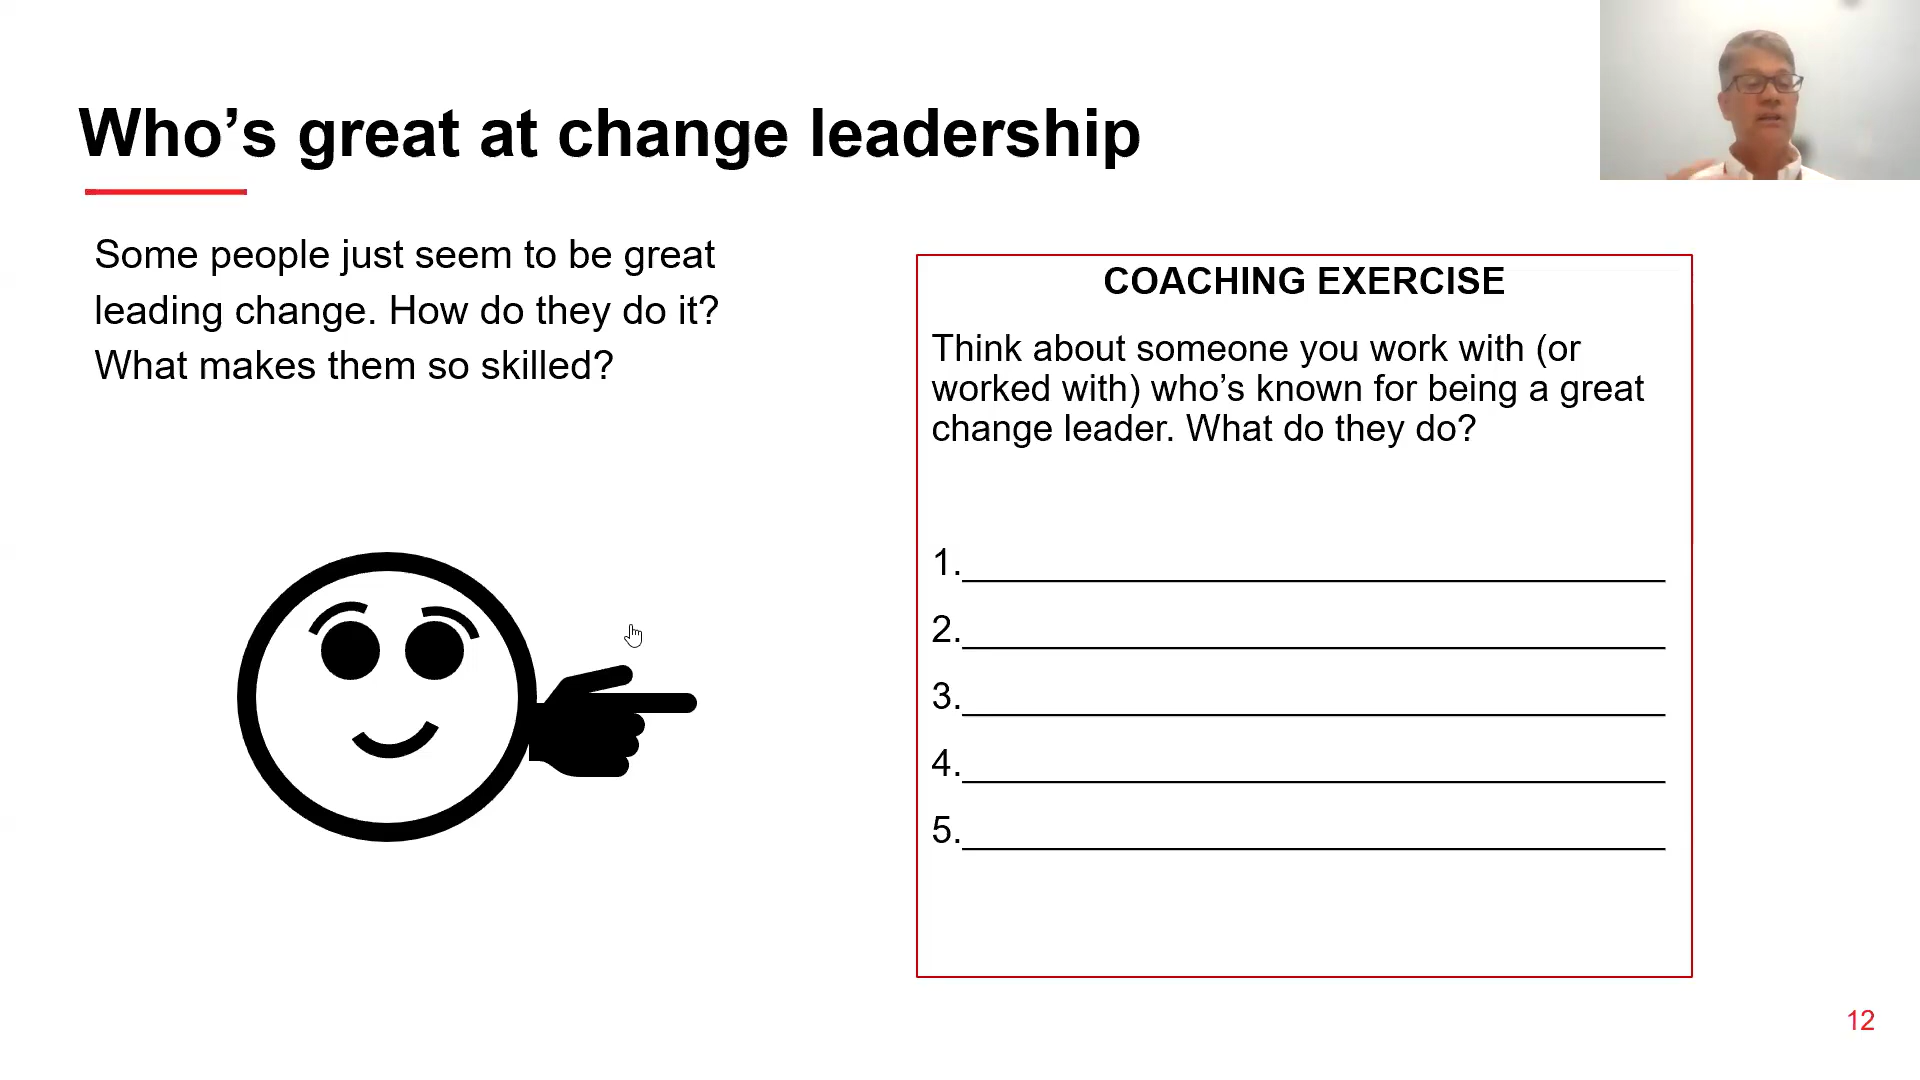 Who’s great at change leadership
Some people just seem to be great
leading change. How do they do it?
What makes them so skilled?
COACHING EXERCISE
Think about someone you work with (or
worked with) who’s known for being a great
change leader. What do they do?
1.
2.
3.
4.
5.
12